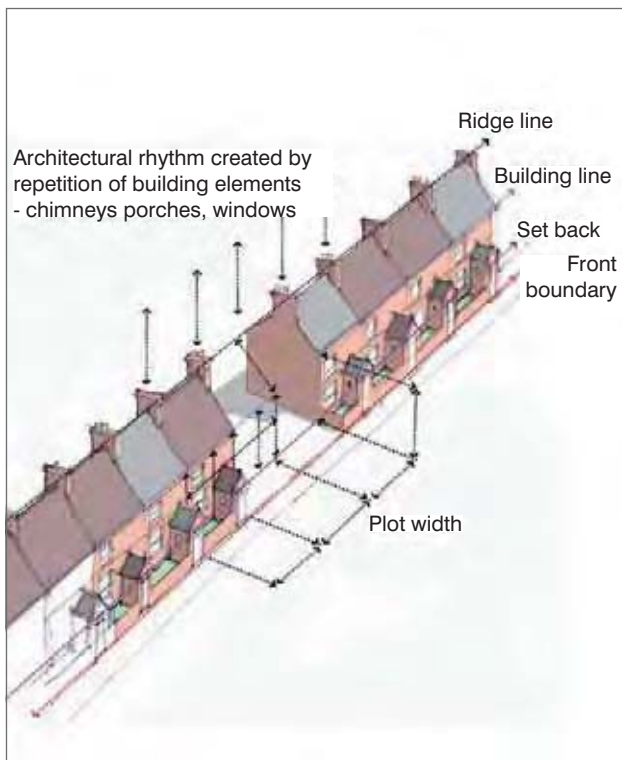 Ridge line
Architectural rhythm created by
repetition of building elements
- chimneys porches, windows
Building line
Set back
Front
boundary
Plot width